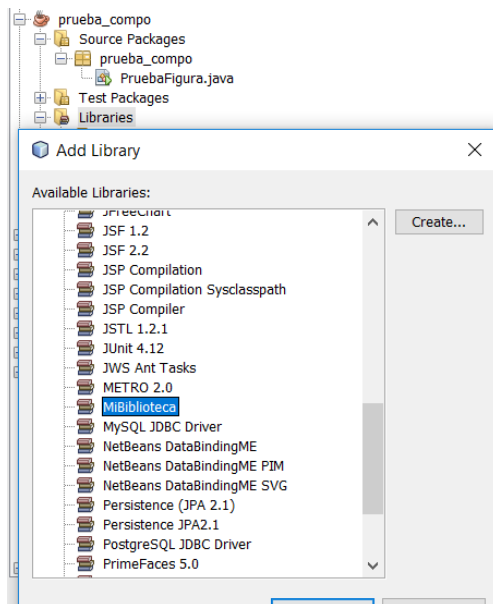 prueba_compo
Source Packages
prueba_compo
PruebaFigura.java
Test Packages
Libraries
Add Library
Available Libraries:
Create...
JFreeChart
JSF 1.2
JSF 2.2
JSP Compilation
JSP Compilation Sysclasspath
JSP Compiler
JSTL 1.2.1
JUnit 4.12
JWS Ant Tasks
METRO 2.0
MiBiblioteca
MySQL JDBC Driver
NetBeans DataBindingME
NetBeans DataBindingME PIM
NetBeans DataBindingME SVG
Persistence (JPA 2.1)
Persistence JPA2.1
PostgreSQL JDBC Driver
PrimeFaces 5.0